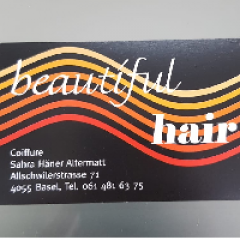 beautiful
hair
Coiffure
Sahra Häner Altermatt
Allschwilerstrasse 71
4055 Basel, Tel. 061 481 63 75